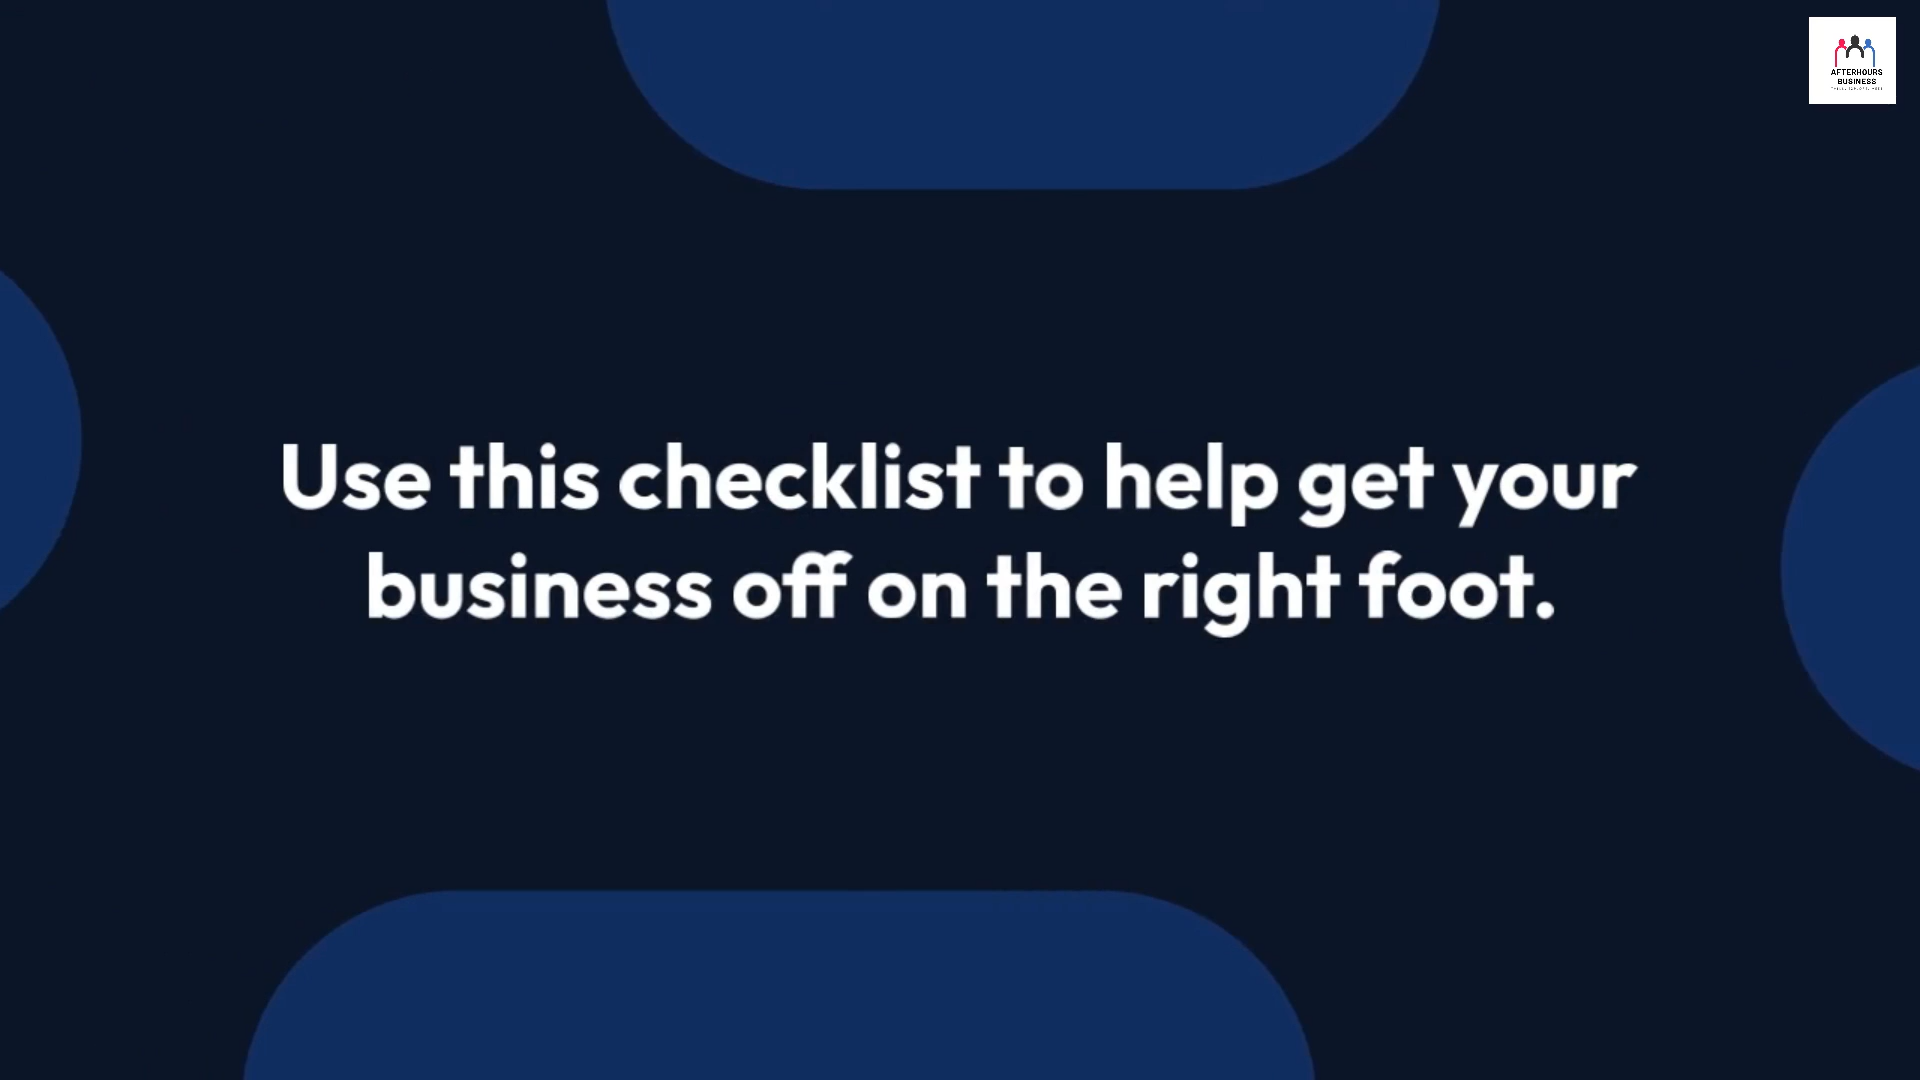 AFTERHOURS
BUSINESS
Use this checklist to help get your
business off on the right foot.